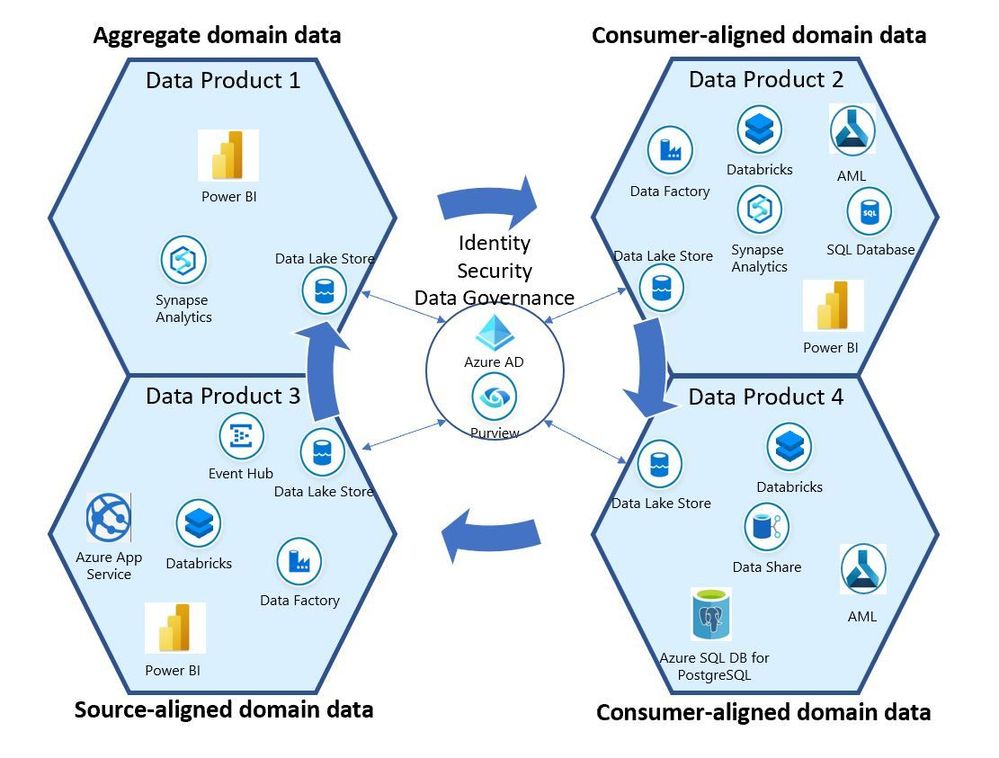 Aggregate domain data
Consumer-aligned domain data
Data Product 1
Power BI
Synapse
Analytics
Data Lake Store
Data Product 2
Data Factory
Databricks
AML
Data Lake Store
Synapse
Analytics
SQL Database
SQL
Power BI
Identity
Security
Data Governance
Azure AD
Purview
Data Product 3
Event Hub
Data Lake Store
Azure App
Service
Databricks
Data Factory
Power BI
Data Product 4
Data Lake Store
Databricks
Data Share
AML
Azure SQL DB for
PostgreSQL
Source-aligned domain data
Consumer-aligned domain data